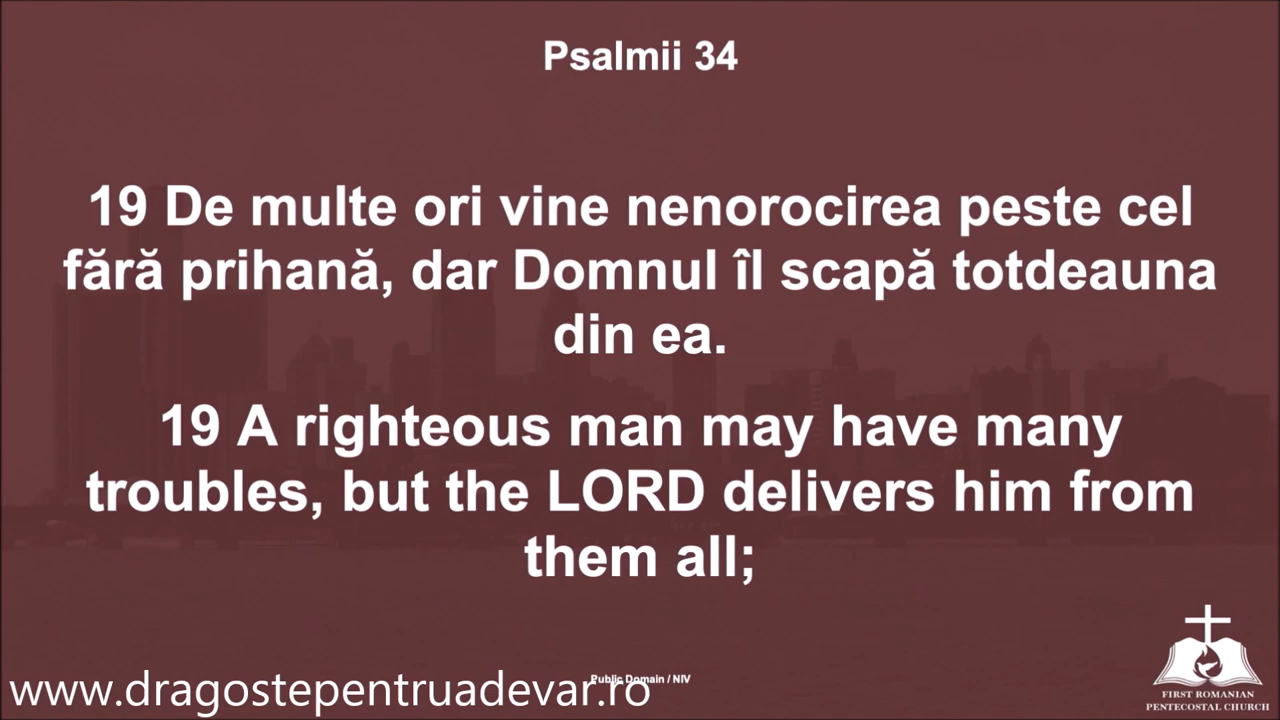 Psalmii 34
19 De multe ori vine nenorocirea peste cel
fără prihană, dar Domnul îl scapă totdeauna
din ea.
19 A righteous man may have many
troubles, but the LORD delivers him from
them all;
Public Domain / NIV
www.dragostepentruadevar.ro
FIRST ROMANIAN
PENTECOSTAL CHURCH